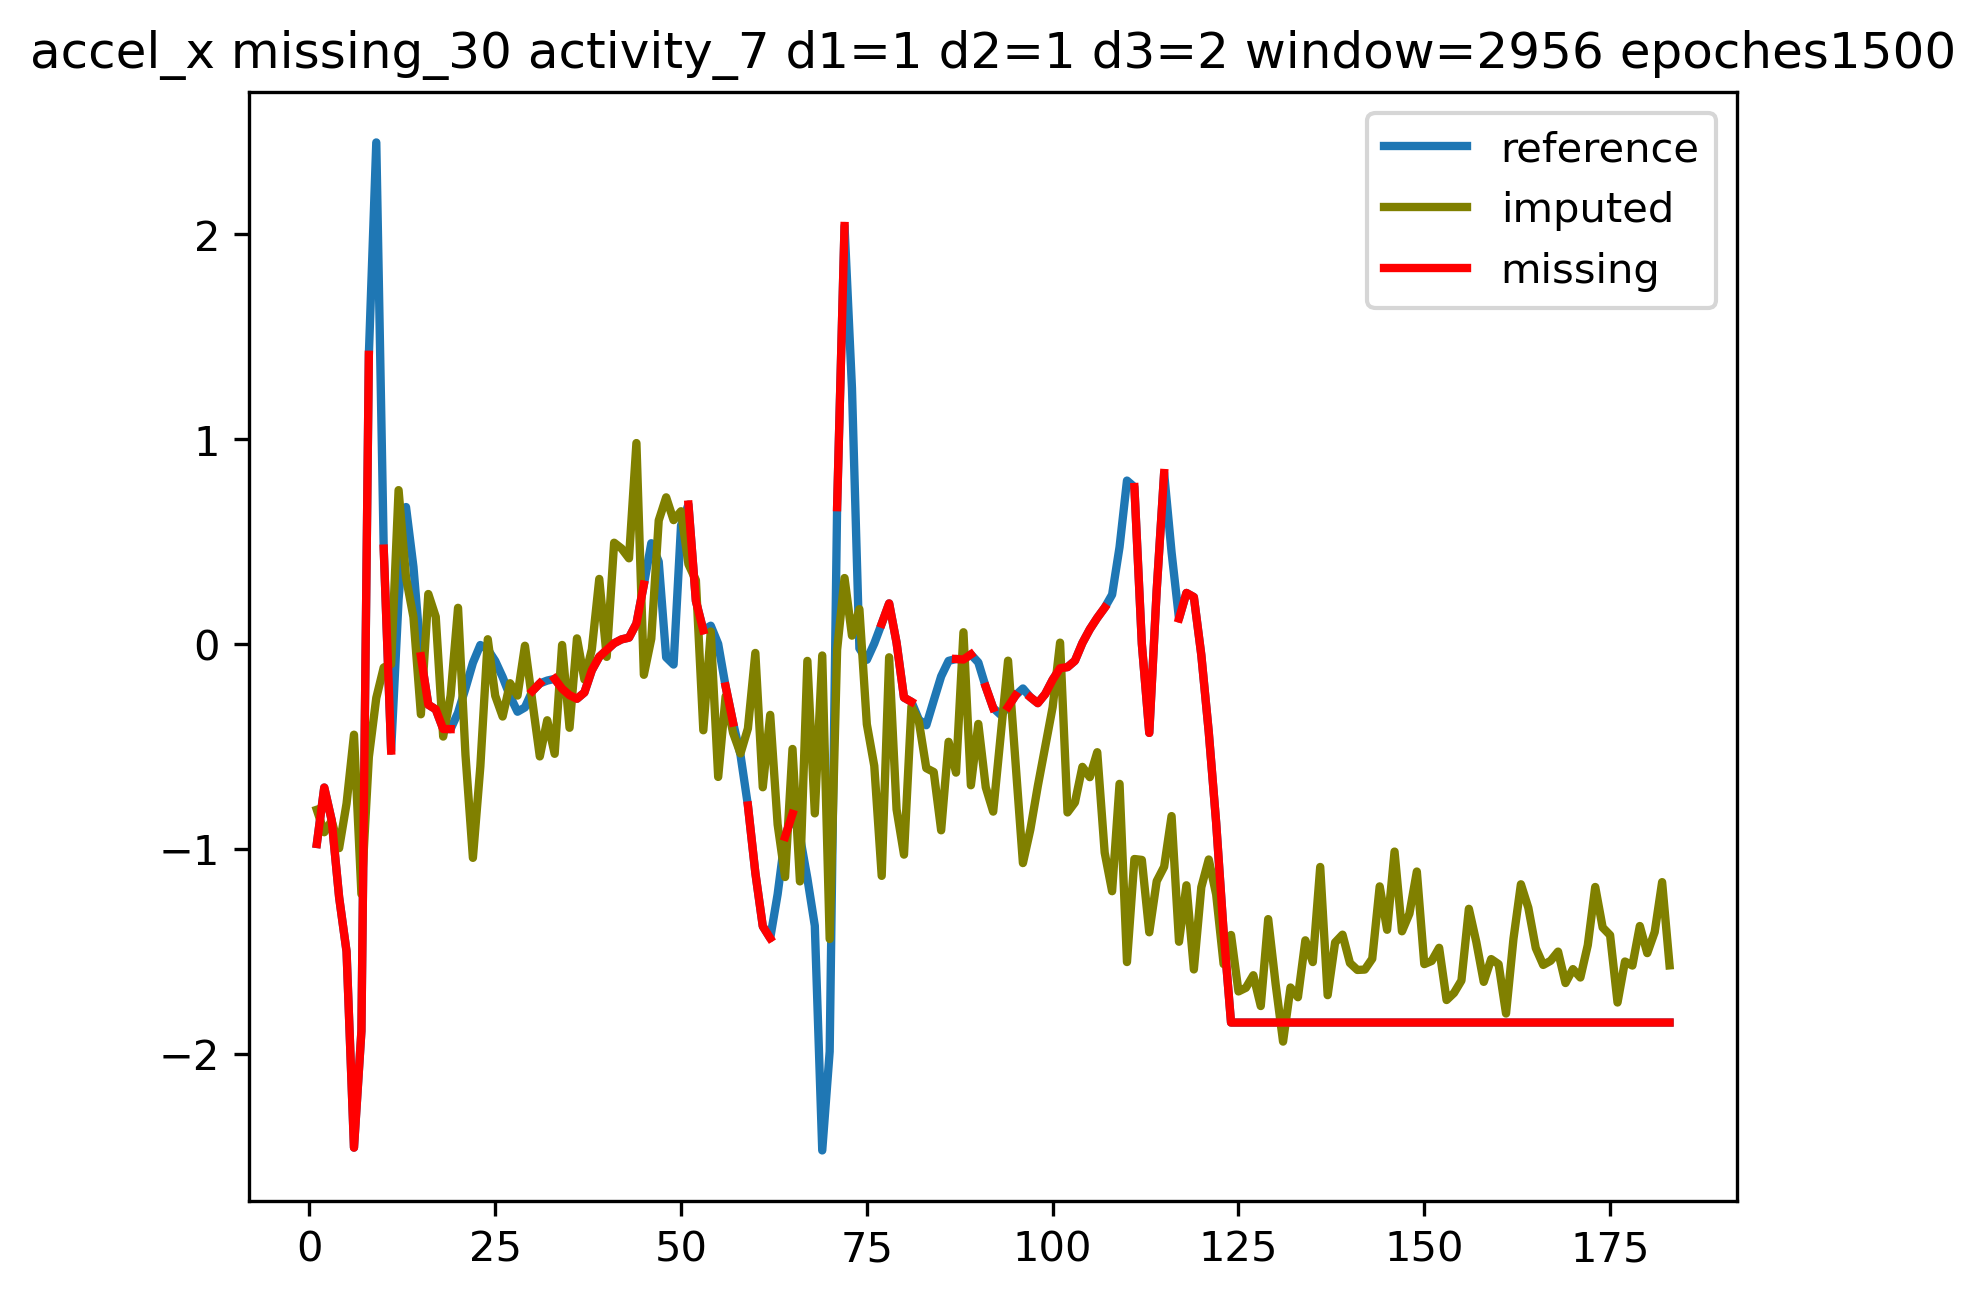 accel_x missing_30 activity_7 d1=1 d2=1 d3=2 window=2956 epoches1500
reference
imputed
missing
2
1
0
−1
−2
0 25 50 75 100 125 150 175